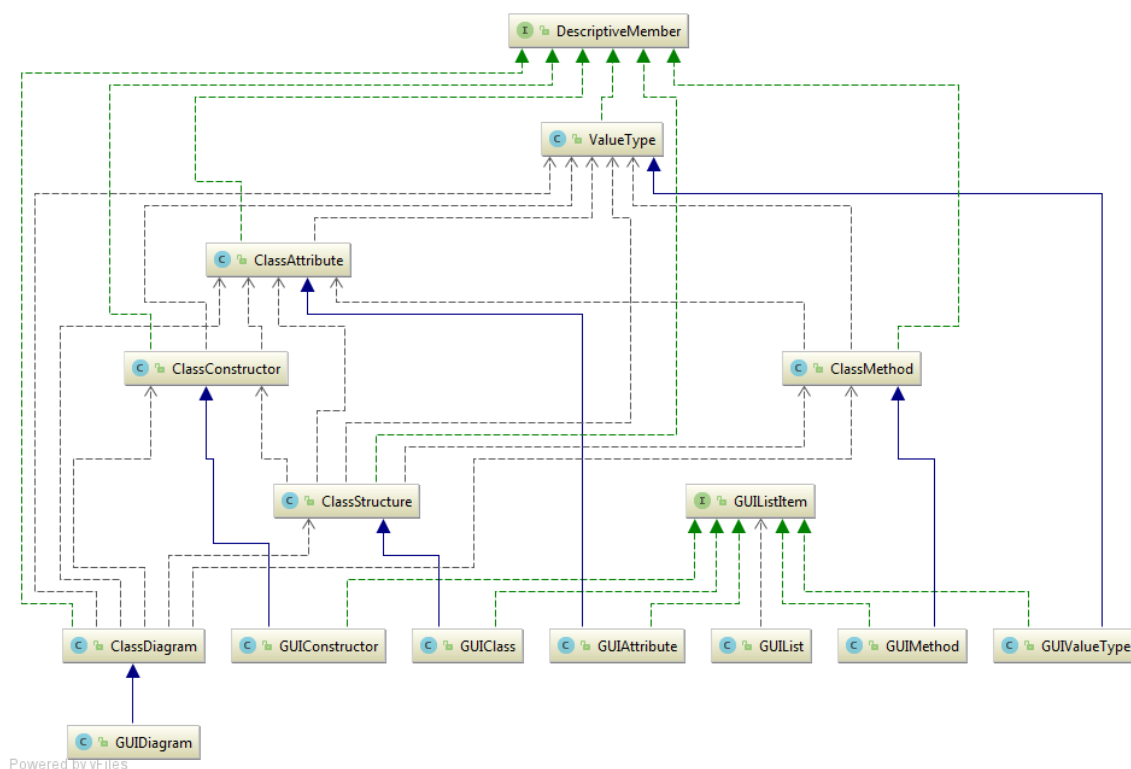 I DescriptiveMember
C ValueType
C ClassAttribute
C ClassConstructor
C ClassMethod
C ClassStructure
I GUIListItem
C ClassDiagram
C GUIConstructor
C GUIClass
C GUIAttribute
C GUIList
C GUIMethod
C GUIValueType
C GUIDiagram
Powered by yFiles